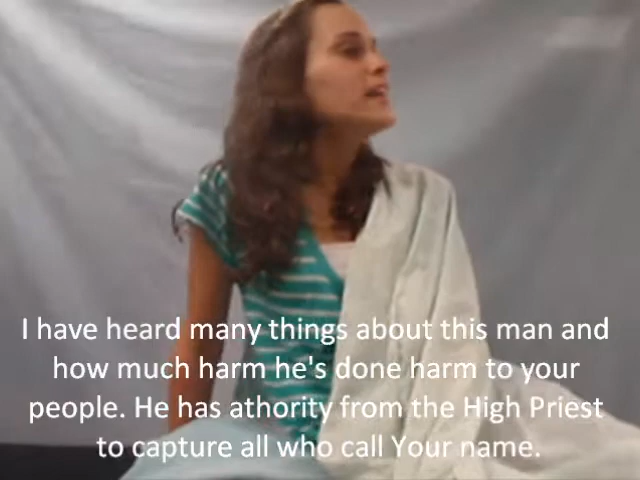 I have heard many things about this man and
how much harm he's done harm to your
people. He has athority from the High Priest
to capture all who call Your name.